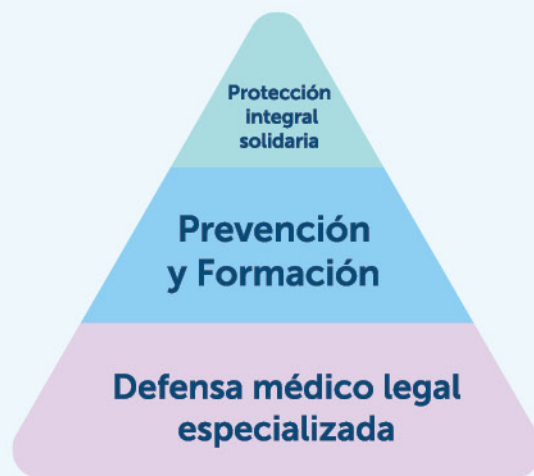 Protección
integral
solidaria
Prevención
y Formación
Defensa médico legal
especializada